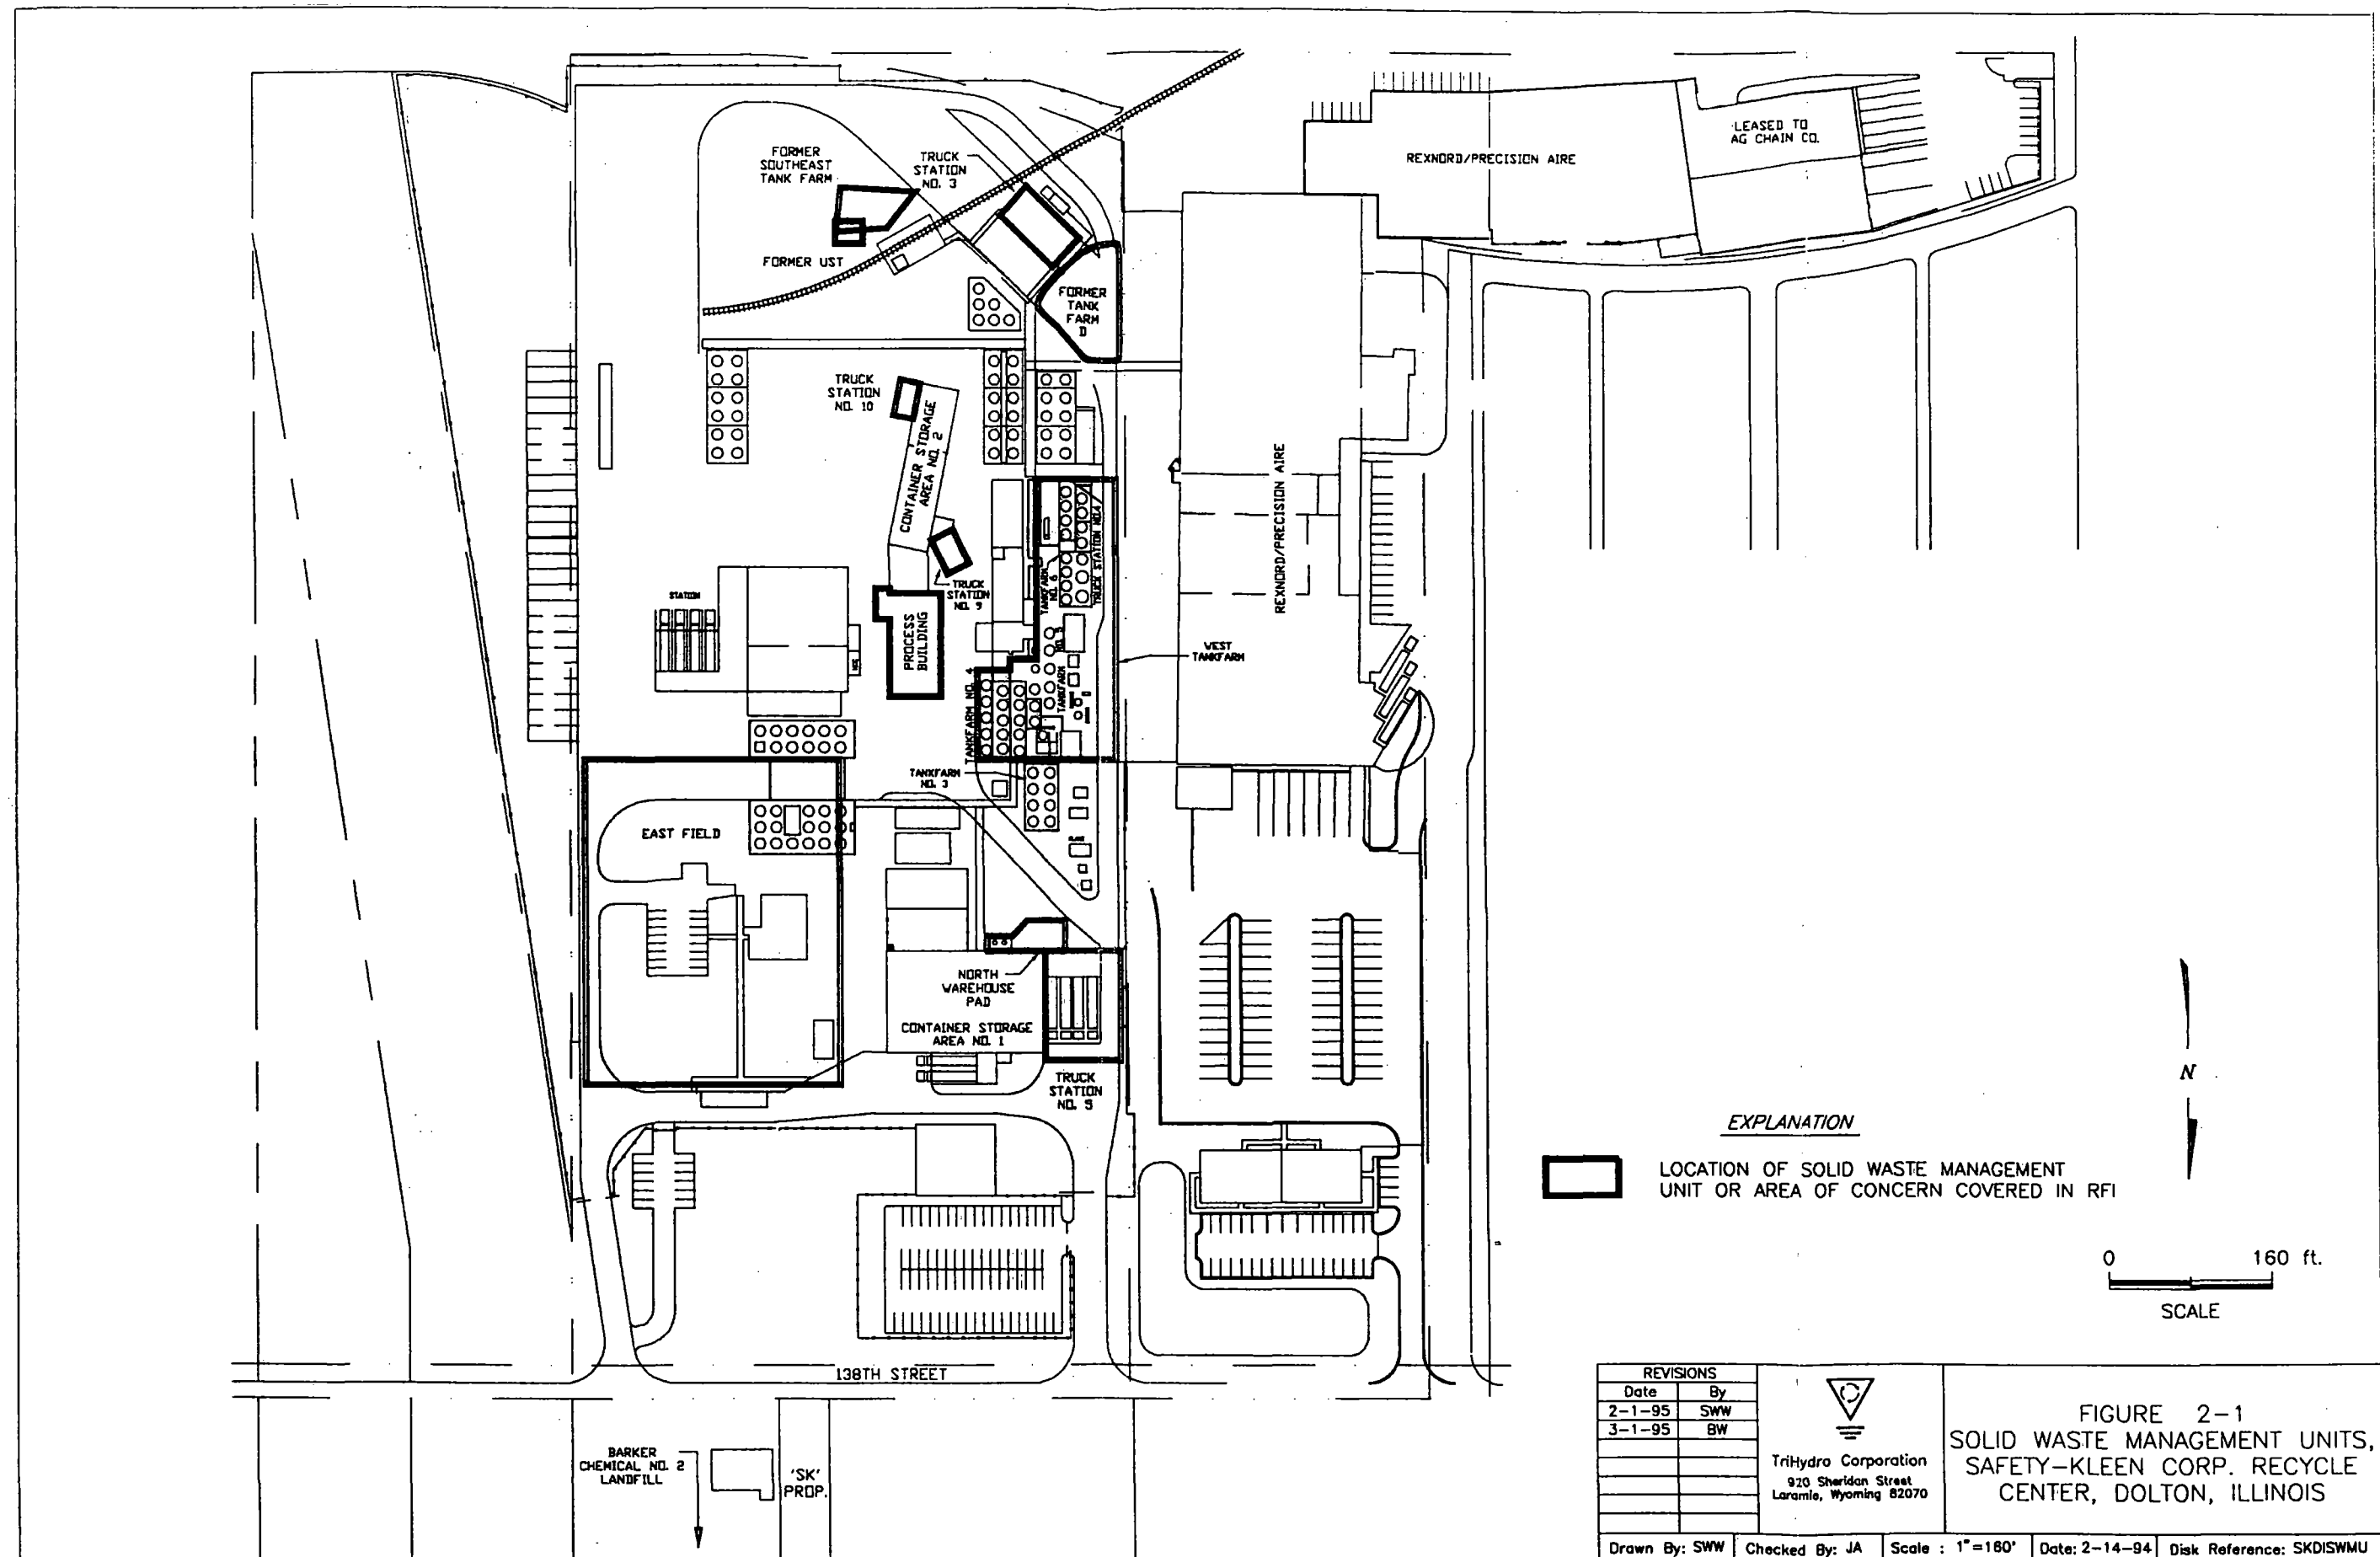 FORMER
SOUTHEAST
TANK FARM
TRUCK
STATION
NO. 3
FORMER UST
FORMER
TANK
FARM
D
REXNORD/PRECISION AIRE
LEASED TO
AG CHAIN CO.
TRUCK
STATION
NO. 10
CONTAINER STORAGE
AREA NO. 2
TRUCK
STATION
NO. 9
PROCESS
BUILDING
STATION
TANKFARM
NO. 6
TRUCK STATION NO.4
TANKFARM
NO. 5
TANKFARM NO. 4
WEST
TANKFARM
REXNORD/PRECISION AIRE
TANKFARM
NO. 3
EAST FIELD
NORTH
WAREHOUSE
PAD
CONTAINER STORAGE
AREA NO. 1
TRUCK
STATION
NO. 5
N
EXPLANATION
LOCATION OF SOLID WASTE MANAGEMENT
UNIT OR AREA OF CONCERN COVERED IN RFI
0 160 ft.
SCALE
138TH STREET
BARKER
CHEMICAL NO. 2
LANDFILL
'SK'
PROP.
REVISIONS
Date By
2-1-95 SWW
3-1-95 BW
TriHydro Corporation
920 Sheridan Street
Laramie, Wyoming 82070
FIGURE 2-1
SOLID WASTE MANAGEMENT UNITS,
SAFETY-KLEEN CORP. RECYCLE
CENTER, DOLTON, ILLINOIS
Drawn By: SWW Checked By: JA Scale : 1"=160' Date: 2-14-94 Disk Reference: SKDISWMU